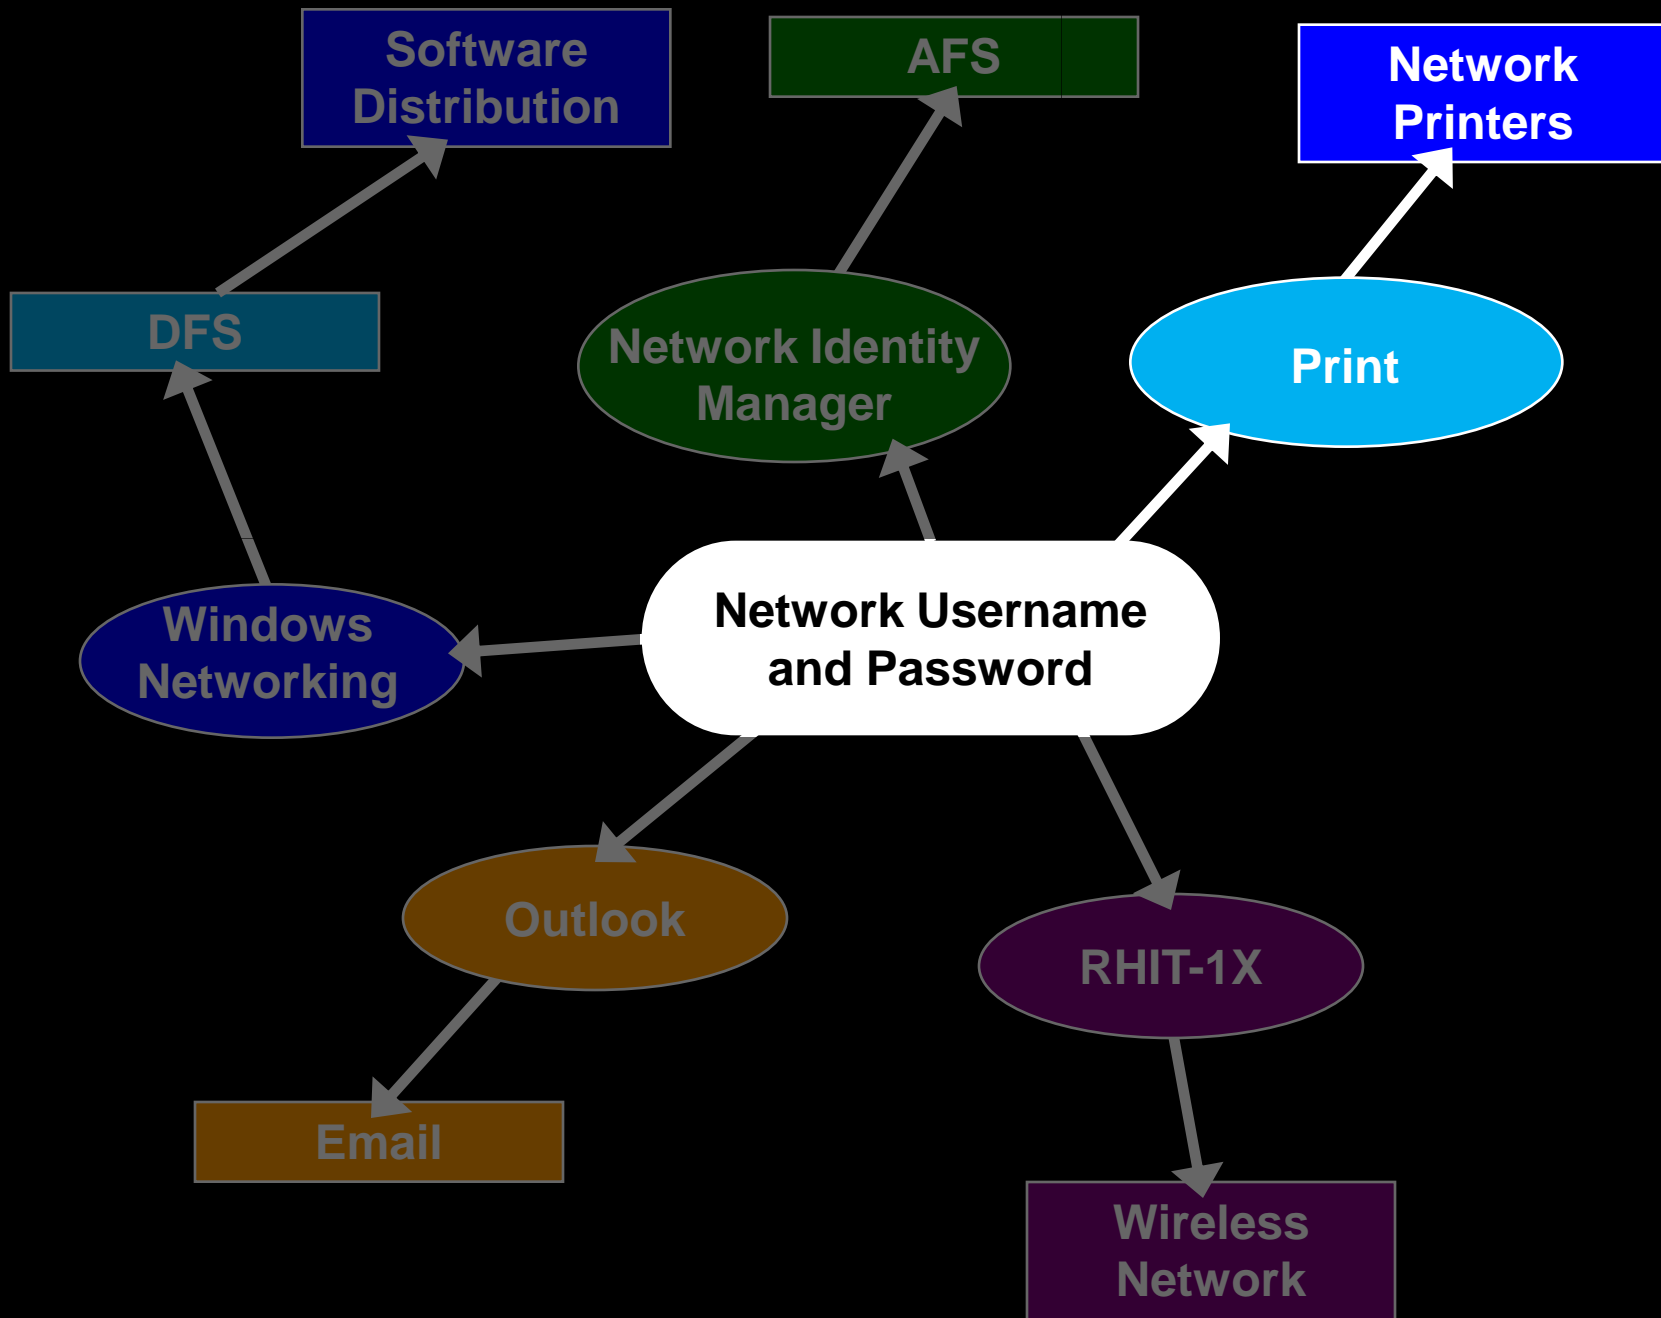 Software
Distribution
AFS
Network
Printers
DFS
Network Identity
Manager
Print
Windows
Networking
Network Username
and Password
Outlook
RHIT-1X
Email
Wireless
Network